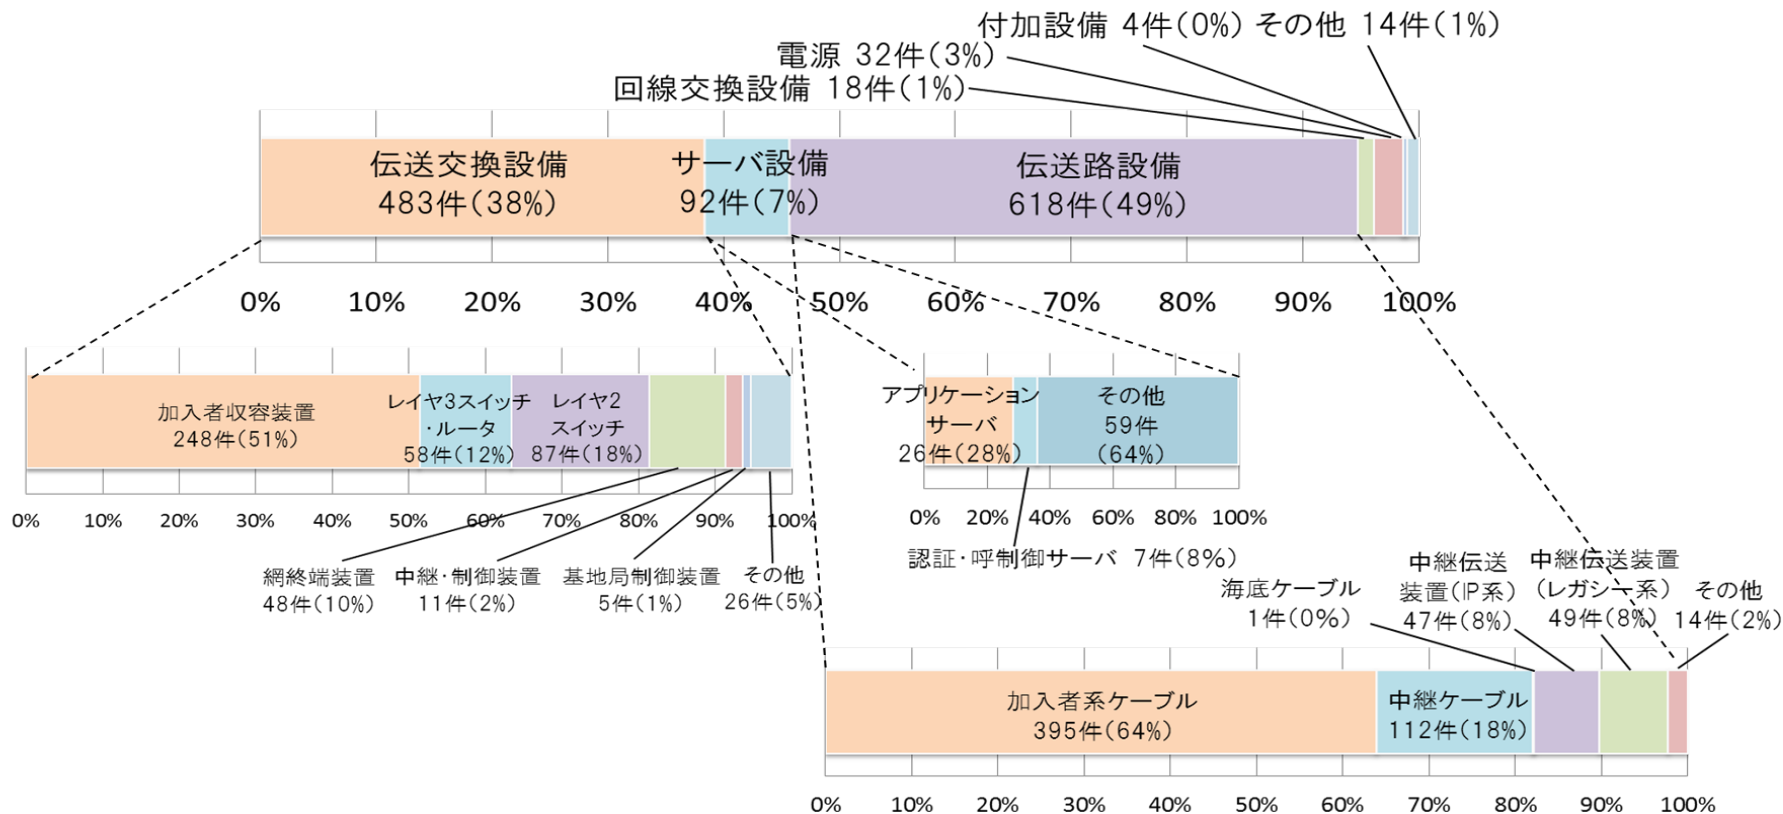 付加設備 4件(0%) その他 14件(1%)
電源 32件(3%)
回線交換設備 18件(1%)
伝送交換設備
483件(38%)
サーバ設備
92件(7%)
伝送路設備
618件(49%)
0% 10% 20% 30% 40% 50% 60% 70% 80% 90% 100%
加入者収容装置
248件(51%)
レイヤ3スイッチ
・ルータ
58件(12%)
レイヤ2
スイッチ
87件(18%)
0% 10% 20% 30% 40% 50% 60% 70% 80% 90% 100%
網終端装置
48件(10%)
中継・制御装置
11件(2%)
基地局制御装置
5件(1%)
その他
26件(5%)
アプリケーション
サーバ
26件(28%)
その他
59件
(64%)
0% 20% 40% 60% 80% 100%
認証・呼制御サーバ 7件(8%)
海底ケーブル
1件(0%)
中継伝送
装置(IP系)
47件(8%)
中継伝送装置
(レガシー系)
49件(8%)
その他
14件(2%)
加入者系ケーブル
395件(64%)
中継ケーブル
112件(18%)
0% 10% 20% 30% 40% 50% 60% 70% 80% 90% 100%